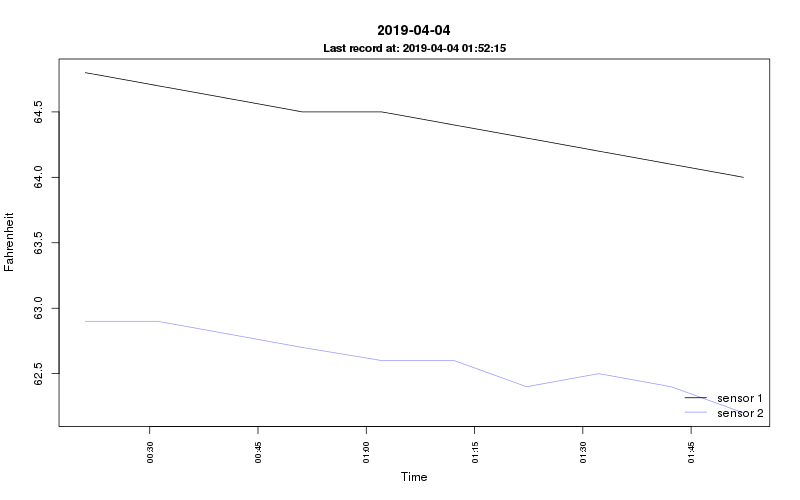 2019-04-04
Last record at: 2019-04-04 01:52:15
Fahrenheit
64.5
64.0
63.5
63.0
62.5
sensor 1
sensor 2
00:30 00:45 01:00 01:15 01:30 01:45
Time